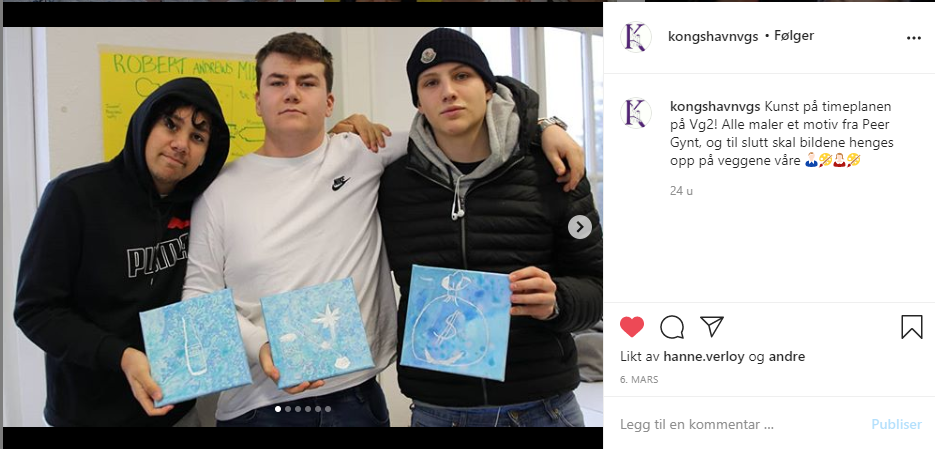 ROBERT ANDREWS
PUMA
$
kongshavnvgs • Følger
kongshavnvgs Kunst på timeplanen
på Vg2! Alle maler et motiv fra Peer
Gynt, og til slutt skal bildene henges
opp på veggene våre
24 u
Likt av hanne.verloy og andre
6. MARS
Legg til en kommentar ...
Publiser